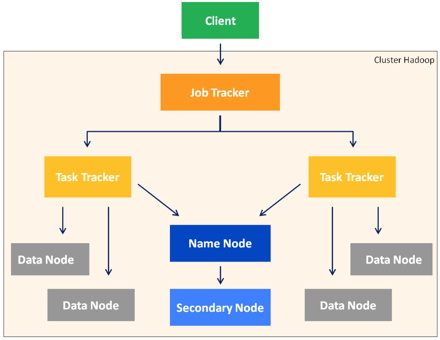 Client
Cluster Hadoop
Job Tracker
Task Tracker
Task Tracker
Name Node
Data Node
Data Node
Data Node
Secondary Node
Data Node